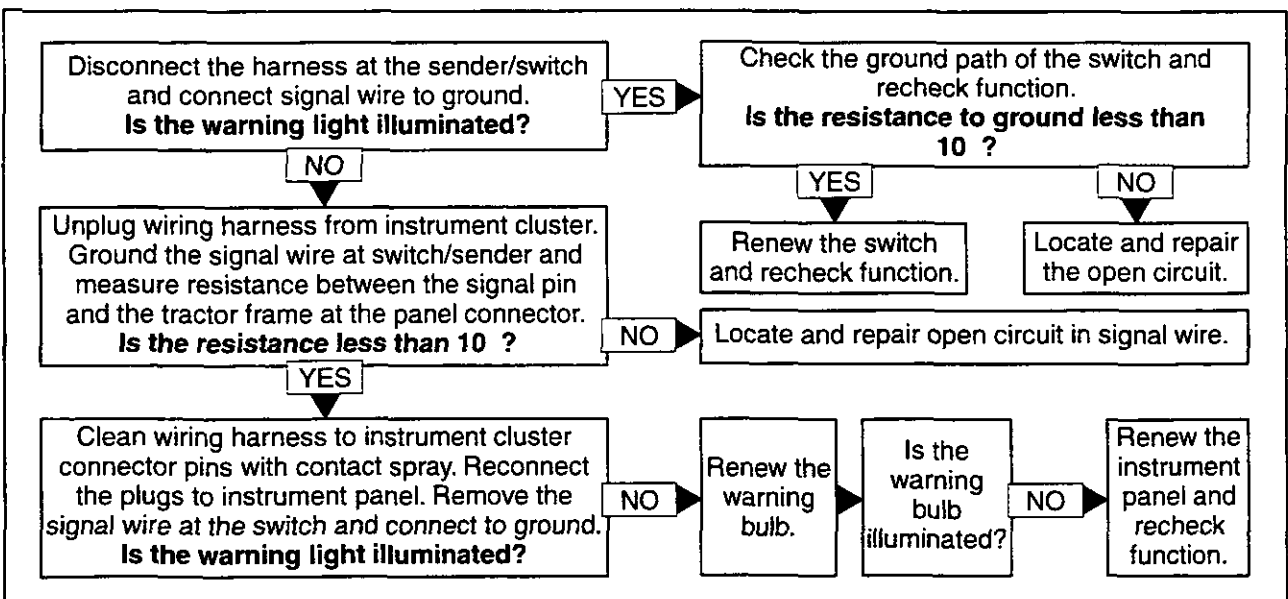 Disconnect the harness at the sender/switch
and connect signal wire to ground.
Is the warning light illuminated?
YES
Check the ground path of the switch and
recheck function.
Is the resistance to ground less than
10 ?
NO
YES
NO
Unplug wiring harness from instrument cluster.
Ground the signal wire at switch/sender and
measure resistance between the signal pin
and the tractor frame at the panel connector.
Is the resistance less than 10 ?
Renew the switch
and recheck function.
Locate and repair
the open circuit.
NO
Locate and repair open circuit in signal wire.
YES
Clean wiring harness to instrument cluster
connector pins with contact spray. Reconnect
the plugs to instrument panel. Remove the
signal wire at the switch and connect to ground.
Is the warning light illuminated?
NO
Renew the
warning
bulb.
Is the
warning
bulb
illuminated?
NO
Renew the
instrument
panel and
recheck
function.